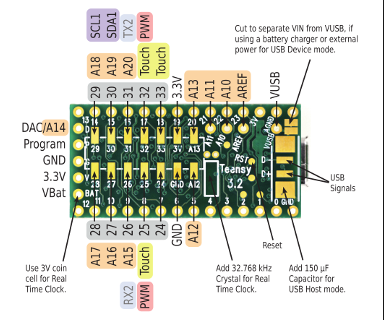 SCL1 SDA1 TX2 PWM
A18 A19 A20 Touch Touch
29 30 31 32 33 3.3V A13 A11 A10 AREF VUSB
Cut to separate VIN from VUSB, if
using a battery charger or external
power for USB Device mode.
DAC/A14
Program
GND
3.3V
VBat
Teensy
3.2
USB
Signals
28 27 26 25 24 GND A12
A17 A16 A15 Touch
RX2 PWM
Reset
Use 3V coin
cell for Real
Time Clock.
Add 32.768 kHz
Crystal for Real
Time Clock.
Add 150 µF
Capacitor for
USB Host mode.